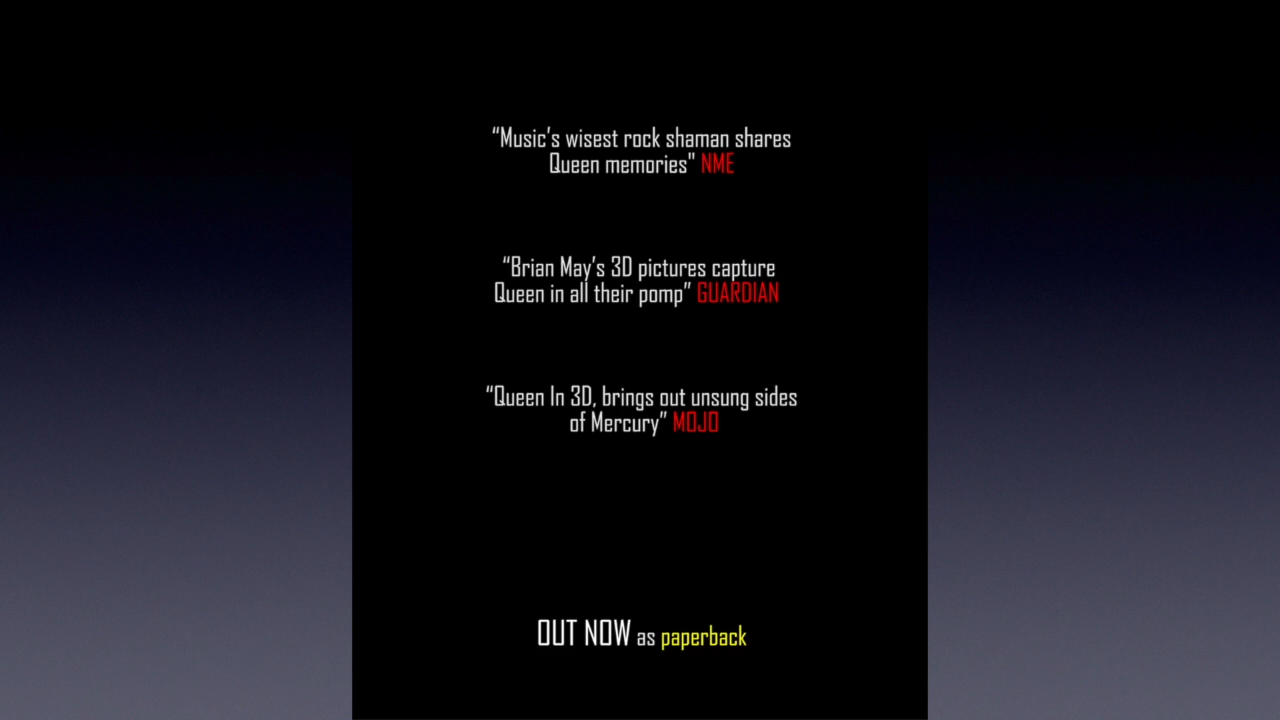 “Music’s wisest rock shaman shares
Queen memories" NME
“Brian May’s 3D pictures capture
Queen in all their pomp” GUARDIAN
“Queen In 3D, brings out unsung sides
of Mercury” MOJO
OUT NOW as paperback